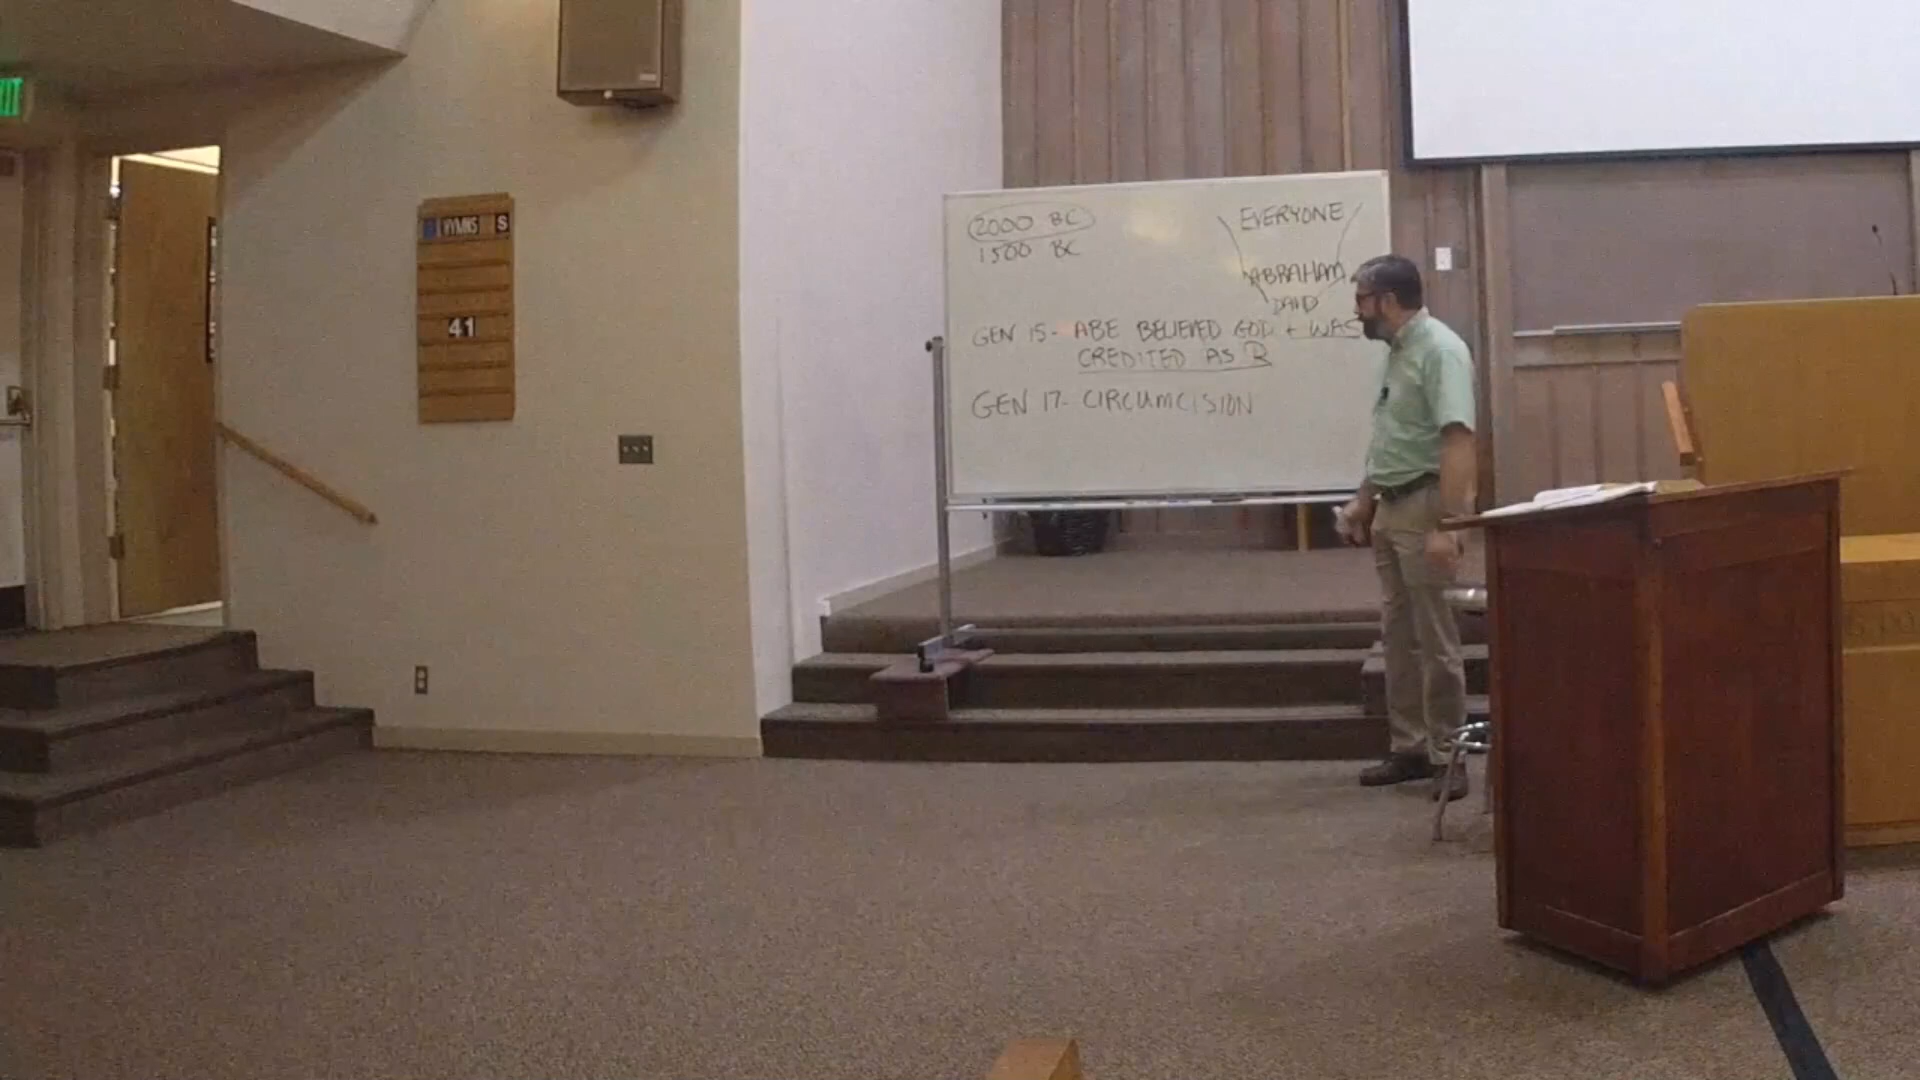 EXIT
HYMNS
S
41
2000 BC
1500 BC
EVERYONE
ABRAHAM
DAVID
GEN 15- ABE BELIEVED GOD + WAS
CREDITED AS R
GEN 17- CIRCUMCISION